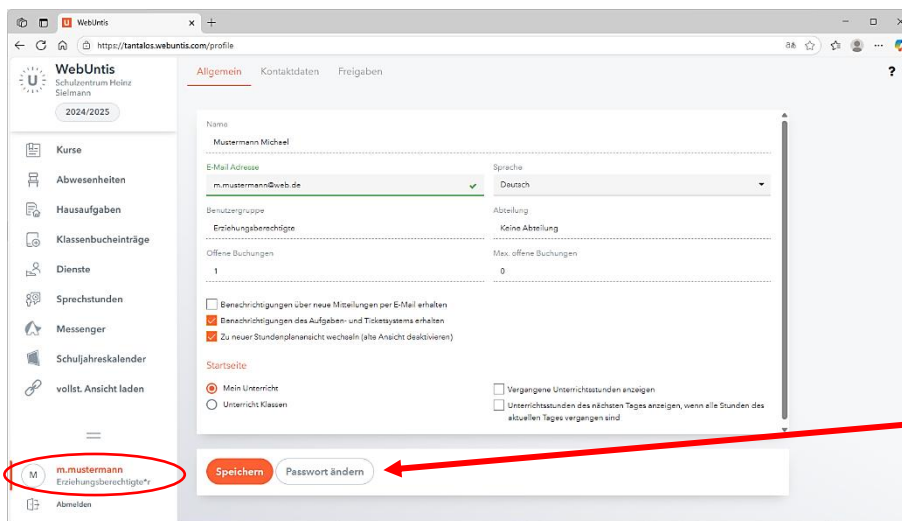 WebUntis
https://tantalos.webuntis.com/profile
WebUntis
Schulzentrum Heinz
Sielmann
2024/2025
Kurse
Abwesenheiten
Hausaufgaben
Klassenbucheinträge
Dienste
Sprechstunden
Messenger
Schuljahreskalender
vollst. Ansicht laden
M
m.mustermann
Erziehungsberechtigte*r
Abmelden
Allgemein Kontaktdaten Freigaben
?
Name
Mustermann Michael
E-Mail Adresse
m.mustermann@web.de
Sprache
Deutsch
Benutzergruppe
Erziehungsberechtigte
Abteilung
Keine Abteilung
Offene Buchungen
1
Max. offene Buchungen
0
Benachrichtigungen über neue Mitteilungen per E-Mail erhalten
Benachrichtigungen des Aufgaben- und Ticketsystems erhalten
Zu neuer Stundenplanansicht wechseln (alte Ansicht deaktivieren)
Startseite
Mein Unterricht
Unterricht Klassen
Vergangene Unterrichtsstunden anzeigen
Unterrichtsstunden des nächsten Tages anzeigen, wenn alle Stunden des
aktuellen Tages vergangen sind
Speichern
Passwort ändern